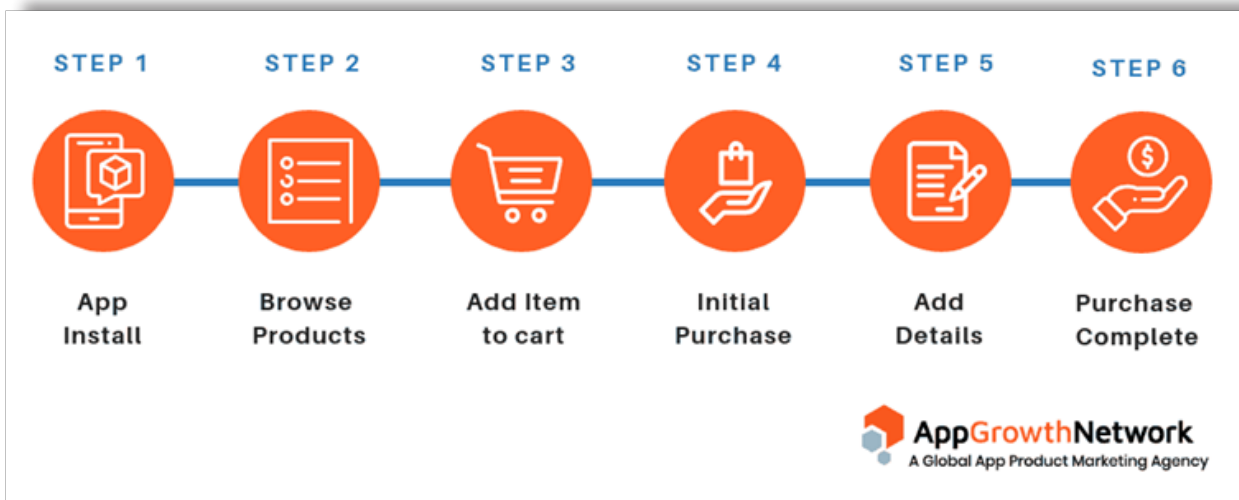 STEP 1
STEP 2
STEP 3
STEP 4
STEP 5
STEP 6
$
App
Install
Browse
Products
Add Item
to cart
Initial
Purchase
Add
Details
Purchase
Complete
AppGrowthNetwork
A Global App Product Marketing Agency